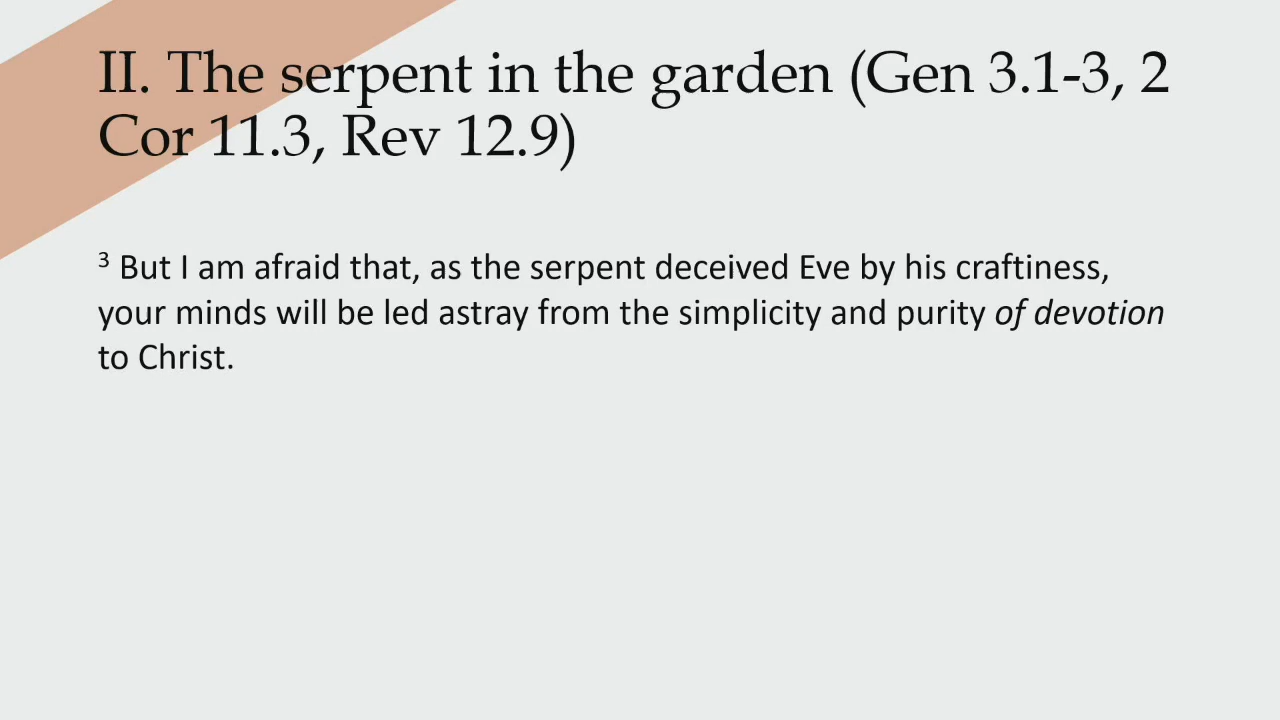 II. The serpent in the garden (Gen 3.1-3, 2
Cor 11.3, Rev 12.9)
³ But I am afraid that, as the serpent deceived Eve by his craftiness,
your minds will be led astray from the simplicity and purity of devotion
to Christ.